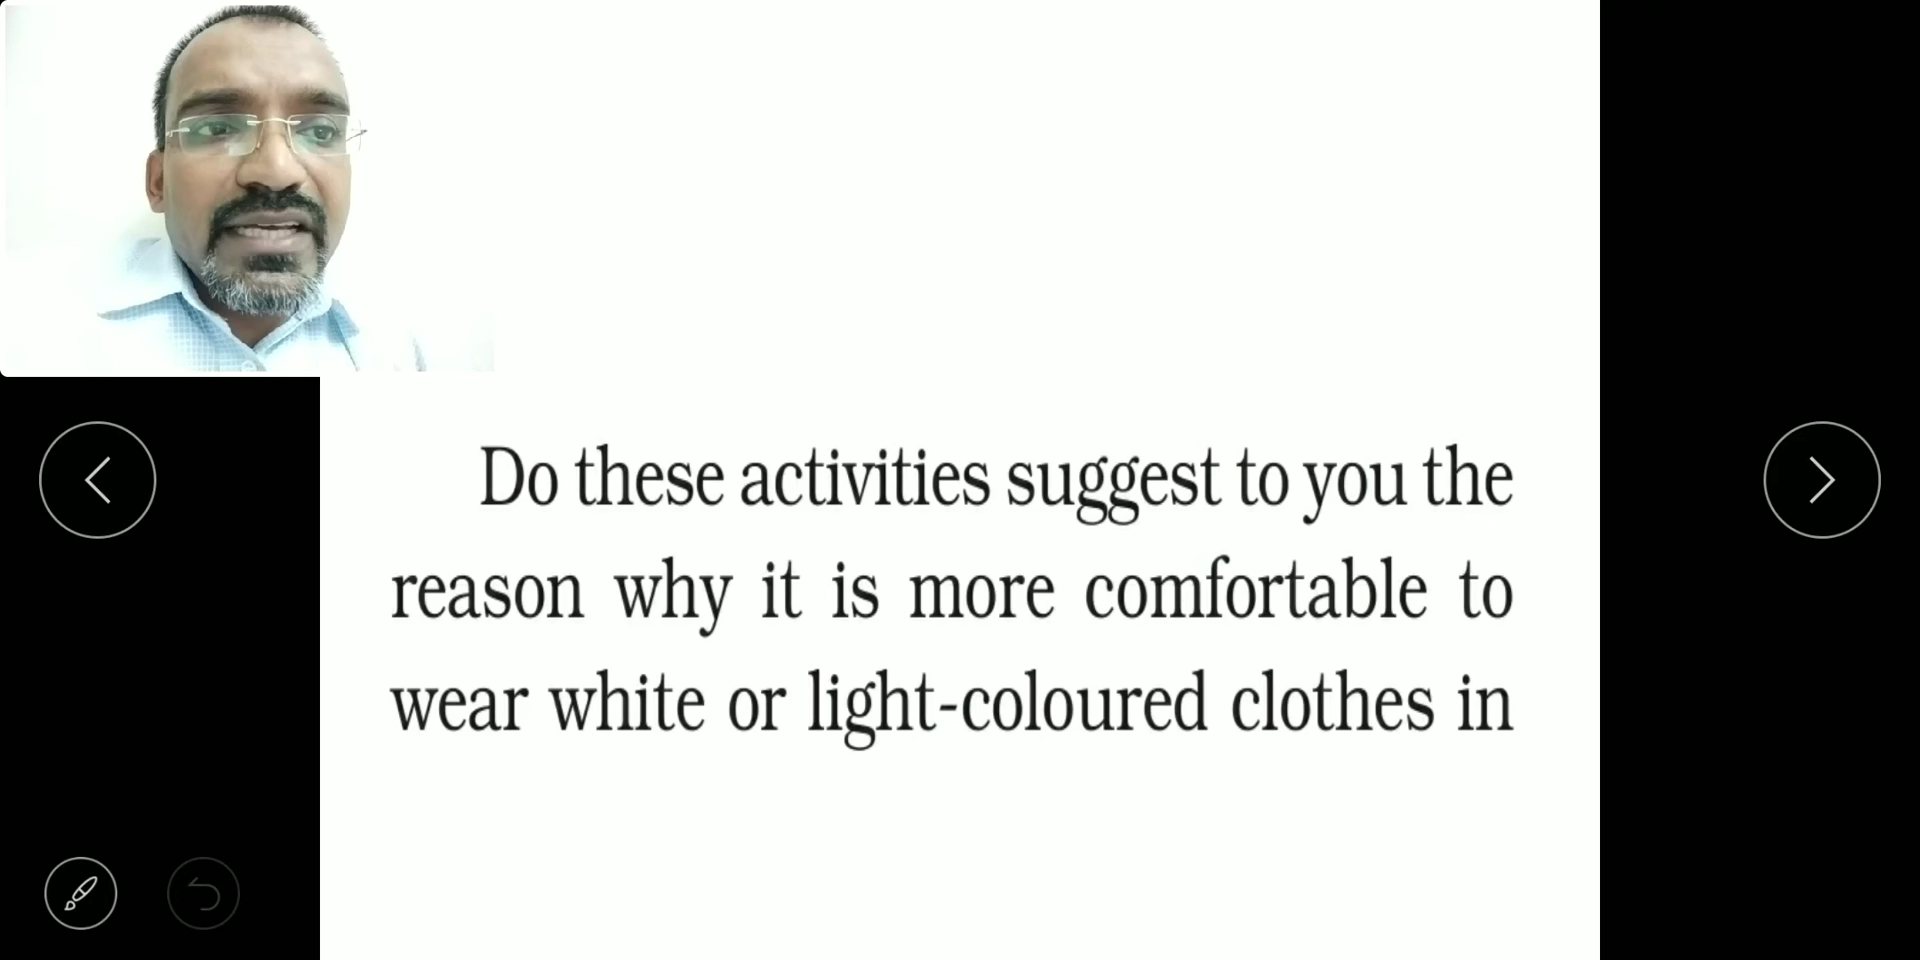 Do these activities suggest to you the
reason why it is more comfortable to
wear white or light-coloured clothes in